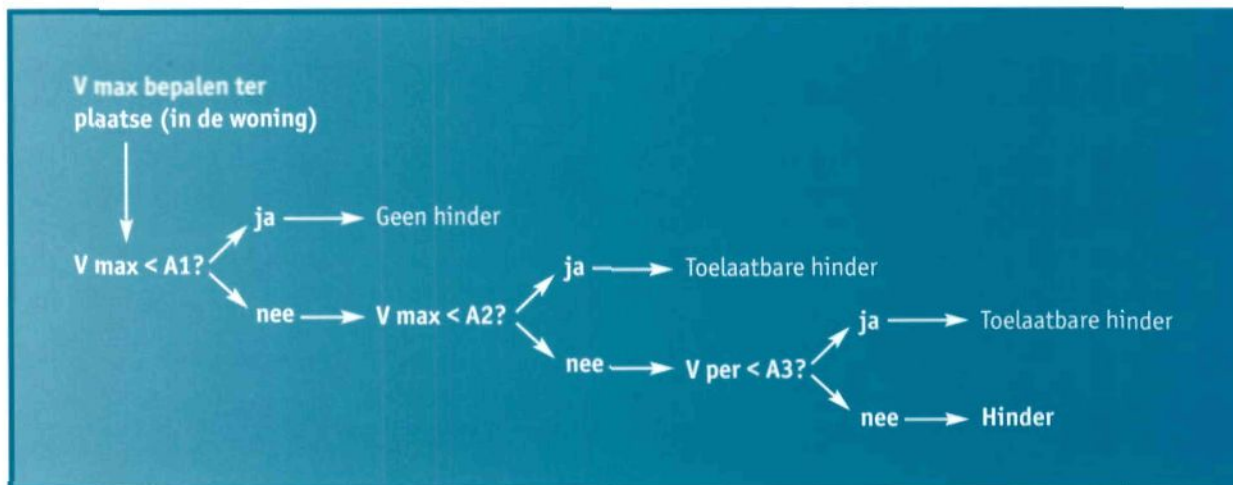 V max bepalen ter
plaatse (in de woning)
ja
Geen hinder
V max < A1?
ja
Toelaatbare hinder
nee
V max < A2?
ja
Toelaatbare hinder
nee
V per < A3?
nee
Hinder